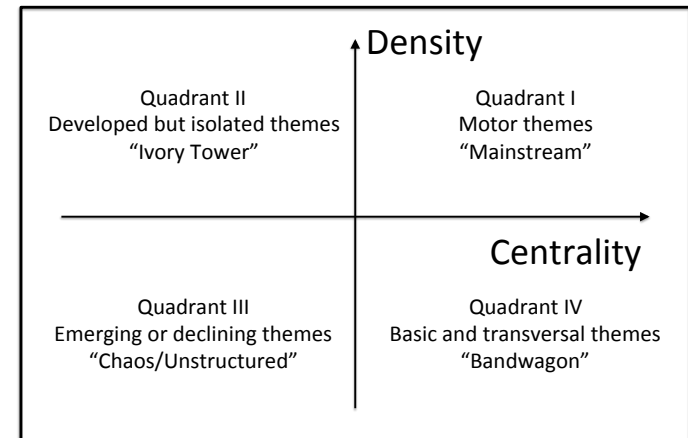 Density
Quadrant II
Developed but isolated themes
“Ivory Tower”
Quadrant I
Motor themes
“Mainstream”
Centrality
Quadrant III
Emerging or declining themes
“Chaos/Unstructured”
Quadrant IV
Basic and transversal themes
“Bandwagon”